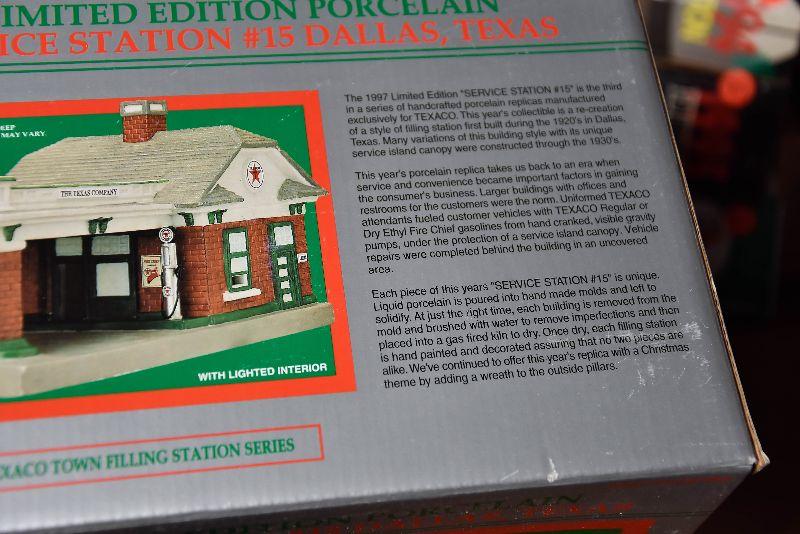 IMITED EDITION PORCELAIN
ICE STATION #15 DALLAS, TEXAS
EEP
MAY VARY.
THE TEXAS COMPANY
WITH LIGHTED INTERIOR
EXACO TOWN FILLING STATION SERIES
The 1997 Limited Edition "SERVICE STATION #15" is the third
in a series of handcrafted porcelain replicas manufactured
exclusively for TEXACO. This year's collectible is a re-creation
of a style of filling station first built during the 1920's in Dallas,
Texas. Many variations of this building style with its unique
service island canopy were constructed through the 1930's.
This year's porcelain replica takes us back to an era when
service and convenience became important factors in gaining
the consumer's business. Larger buildings with offices and
restrooms for the customers were the norm. Uniformed TEXACO
attendants fueled customer vehicles with TEXACO Regular or
Dry Ethyl Fire Chief gasolines from hand cranked, visible gravity
pumps, under the protection of a service island canopy. Vehicle
repairs were completed behind the building in an uncovered
area.
Each piece of this years "SERVICE STATION #15" is unique.
Liquid porcelain is poured into hand made molds and left to
solidify. At just the right time, each building is removed from the
mold and brushed with water to remove imperfections and then
placed into a gas fired kiln to dry. Once dry, each filling station
is hand painted and decorated assuring that no two pieces are
alike. We've continued to offer this year's replica with a Christmas
theme by adding a wreath to the outside pillars.
EDITION PORCELAIN
DALLAS, TEXAS